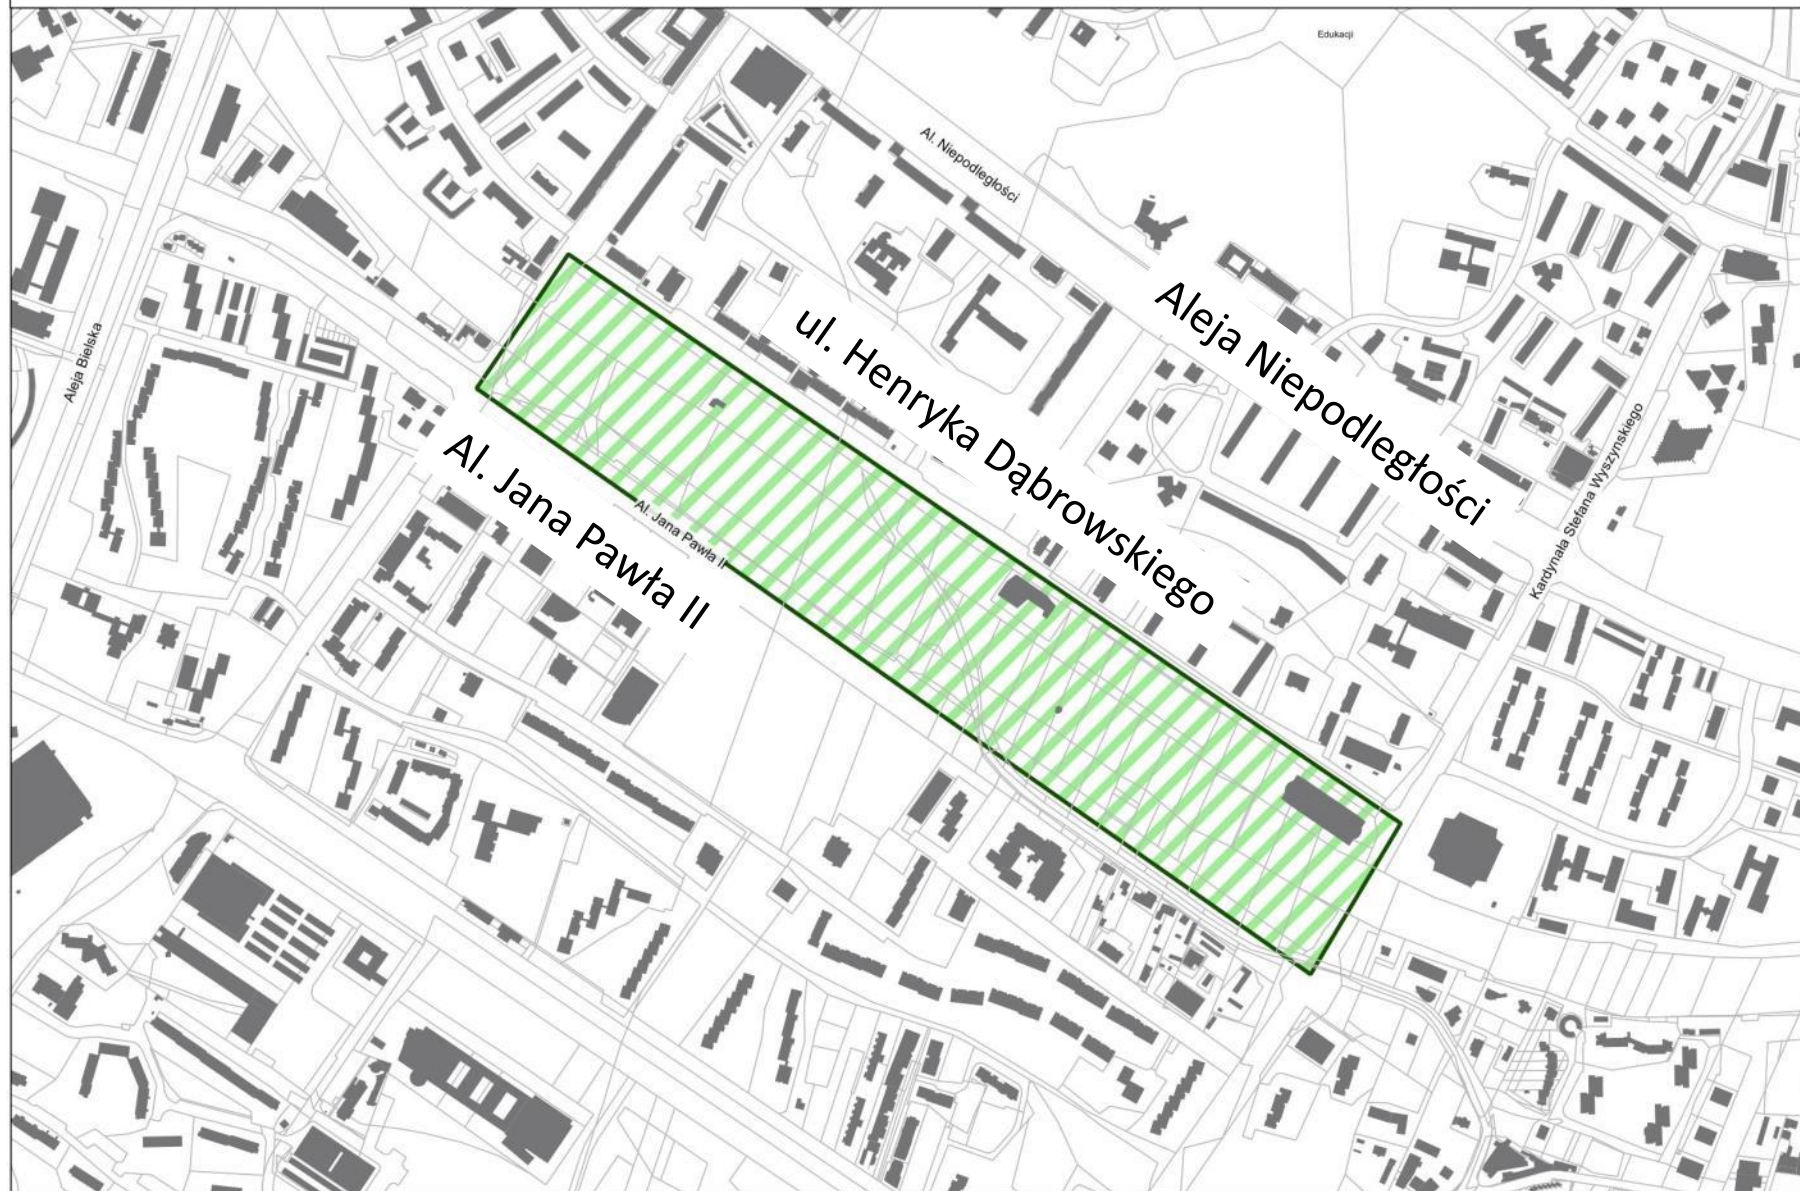 Edukacji
Al. Niepodległości
Aleja Niepodległości
ul. Henryka Dąbrowskiego
Aleja Bielska
Kardynała Stefana Wyszynskiego
Al. Jana Pawła II
Al. Jana Pawła II